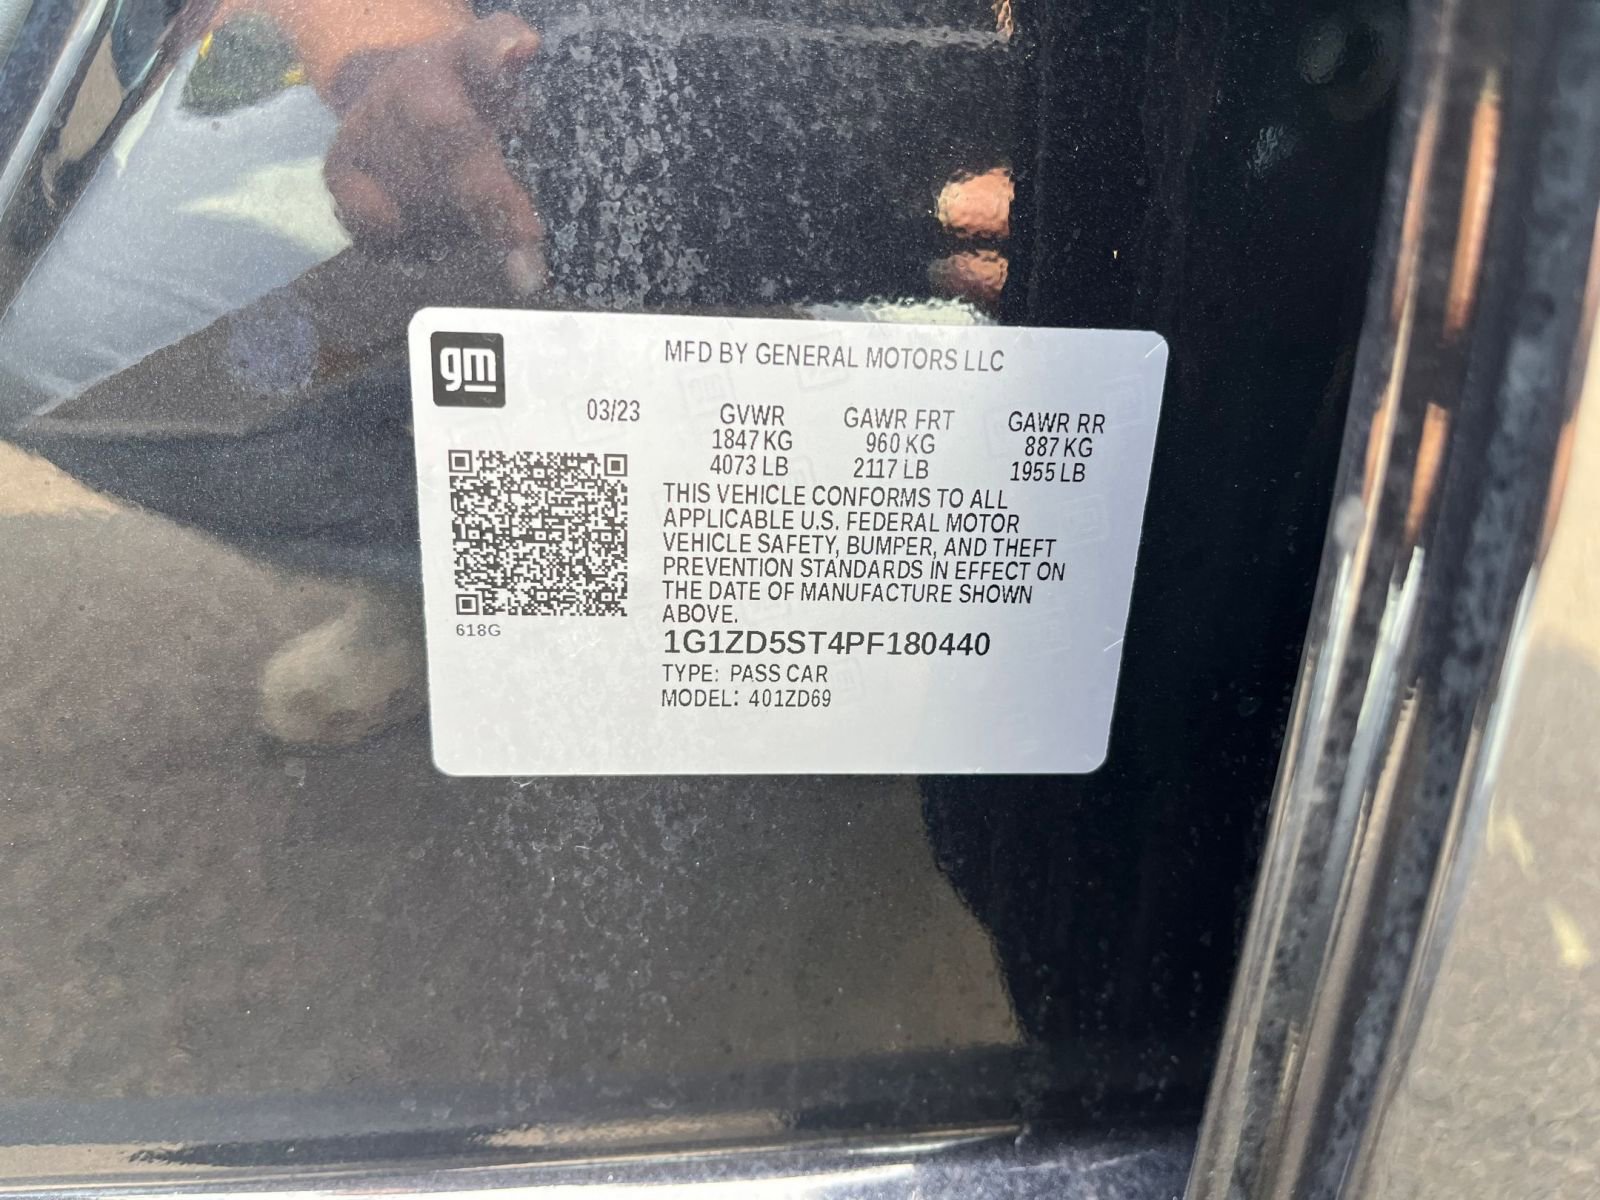 gm
MFD BY GENERAL MOTORS LLC
03/23 GVWR GAWR FRT GAWR RR
1847 KG 960 KG 887 KG
4073 LB 2117 LB 1955 LB
THIS VEHICLE CONFORMS TO ALL
APPLICABLE U.S. FEDERAL MOTOR
VEHICLE SAFETY, BUMPER, AND THEFT
PREVENTION STANDARDS IN EFFECT ON
THE DATE OF MANUFACTURE SHOWN
ABOVE.
618G
1G1ZD5ST4PF180440
TYPE: PASS CAR
MODEL: 401ZD69